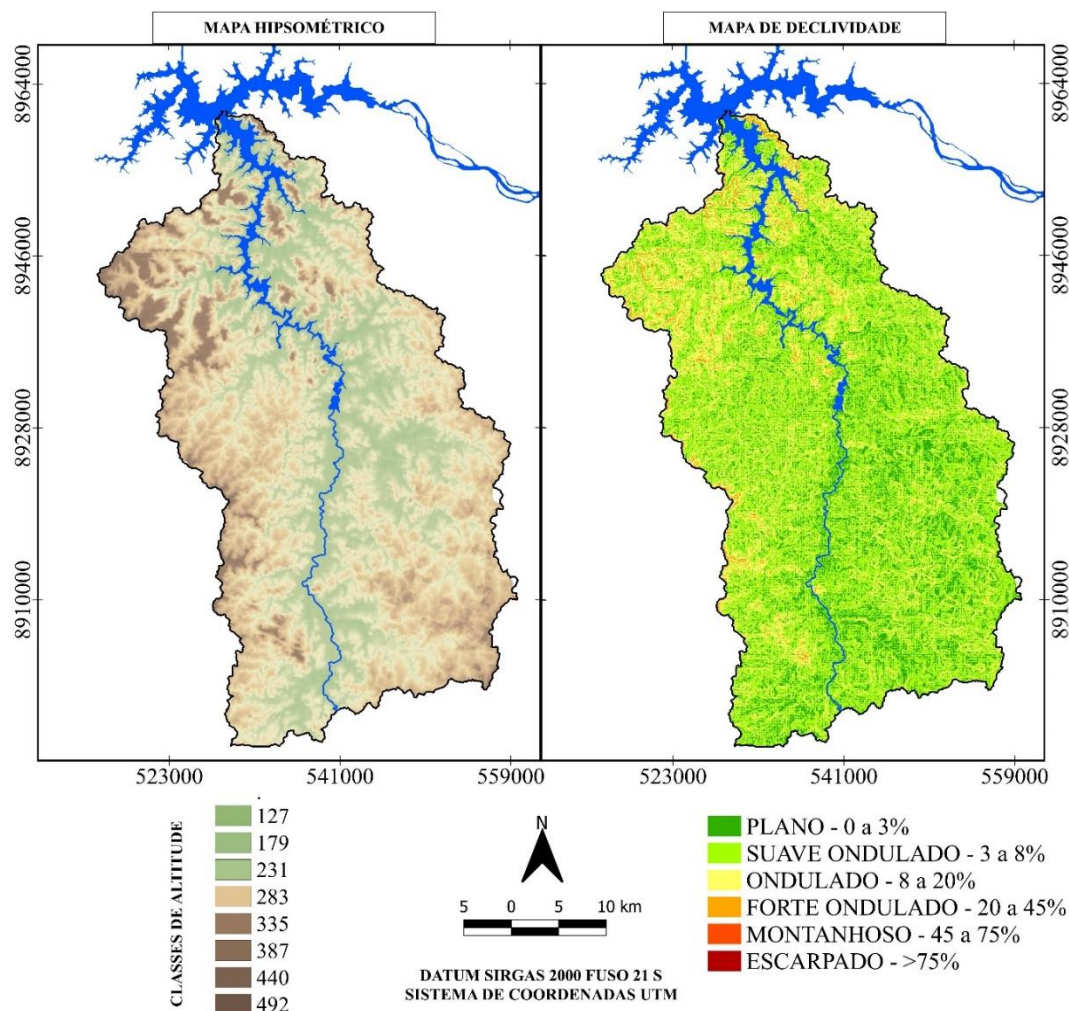 MAPA HIPSOMÉTRICO
MAPA DE DECLIVIDADE
8964000
8946000
8928000
8910000
8964000
8946000
8928000
8910000
523000
541000
559000
523000
541000
559000
CLASSES DE ALTITUDE
127
179
231
283
335
387
440
492
N
5 0 5 10 km
DATUM SIRGAS 2000 FUSO 21 S
SISTEMA DE COORDENADAS UTM
PLANO - 0 a 3%
SUAVE ONDULADO - 3 a 8%
ONDULADO - 8 a 20%
FORTE ONDULADO - 20 a 45%
MONTANHOSO - 45 a 75%
ESCARPADO - >75%